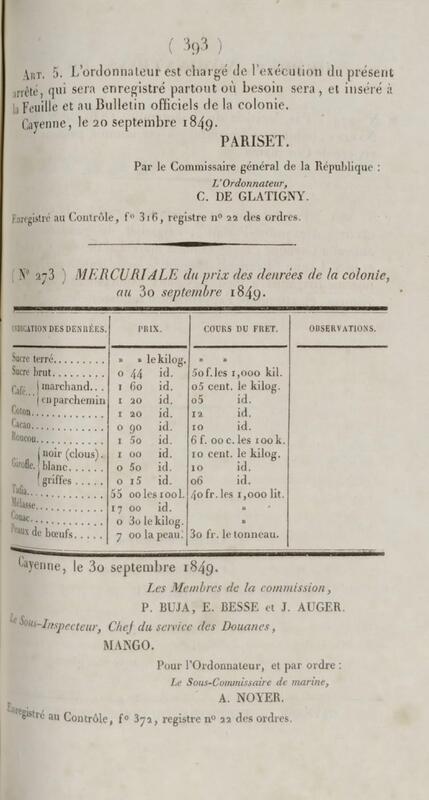 ( 393 )
ART. 5. L'ordonnateur est chargé de l'exécution du présent
arrêté, qui sera enregistré partout où besoin sera, et inséré à
la Feuille et au Bulletin officiels de la colonie.
Cayenne, le 20 septembre 1849.
PARISET.
Par le Commissaire général de la République :
L'Ordonnateur,
C. DE GLATIGNY.
Enregistré au Contrôle, f° 316, registre n° 22 des ordres.
( N° 273 ) MERCURIALE du prix des denrées de la colonie,
au 30 septembre 1849.
INDICATION DES DENRÉES. PRIX. COURS DU FRET. OBSERVATIONS.
Sucre terré........ » » le kilog. » »
Sucre brut........ 0 44 id. 50 f. les 1,000 kil.
Café... marchand... 1 60 id. 05 cent. le kilog.
en parchemin 1 20 id. 05 id.
Coton............ 1 20 id. 12 id.
Cacao............ 0 90 id. 10 id.
Roucou........... 1 50 id. 6 f. 00 c. les 100 k.
Girofle. noir (clous). 1 00 id. 10 cent. le kilog.
blanc...... 0 50 id. 10 id.
griffes ..... 0 15 id. 06 id.
Tafia............ 55 00 les 100 l. 40 fr. les 1,000 lit.
Mélasse.......... 17 00 id. »
Couac............ 0 30 le kilog. »
Peaux de bœufs..... 7 00 la peau. 30 fr. le tonneau.
Cayenne, le 30 septembre 1849.
Les Membres de la commission,
P. BUJA, E. BESSE et J. AUGER.
Le Sous-Inspecteur, Chef du service des Douanes,
MANGO.
Pour l'Ordonnateur, et par ordre :
Le Sous-Commissaire de marine,
A. NOYER.
Enregistré au Contrôle, f° 372, registre n° 22 des ordres.